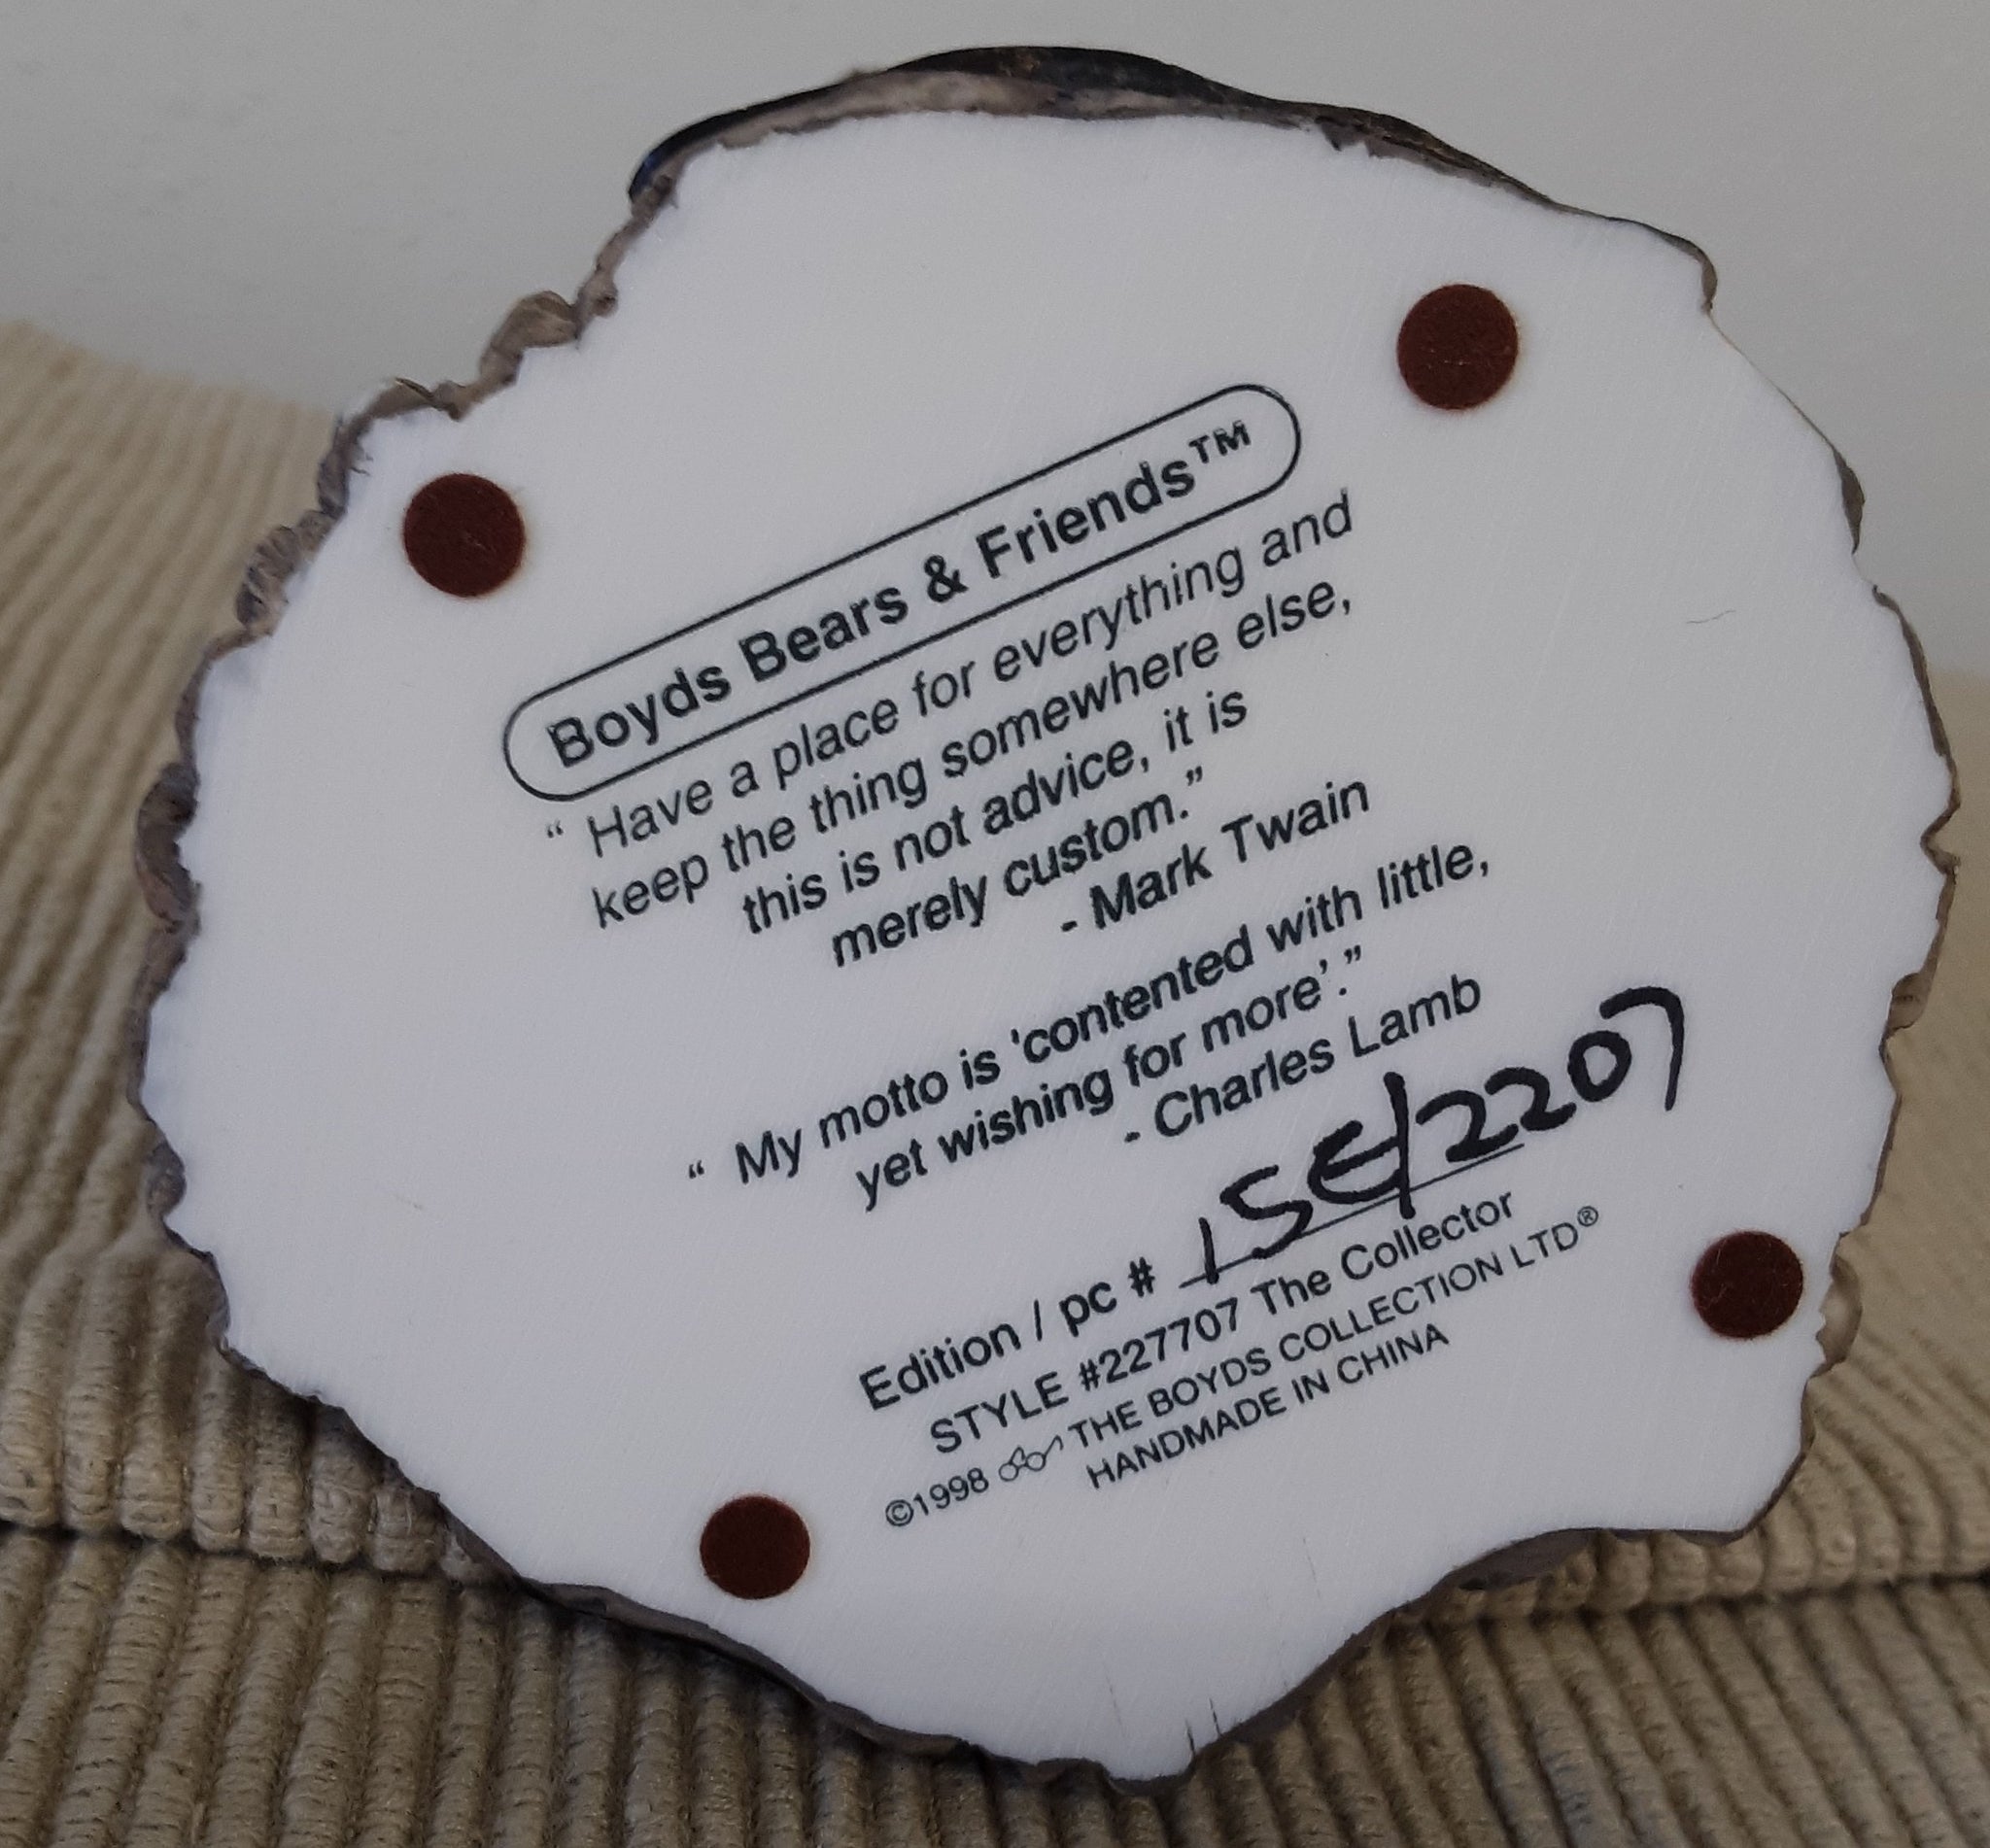 Boyds Bears & Friends™
“ Have a place for everything and
keep the thing somewhere else,
this is not advice, it is
merely custom.”
- Mark Twain
“ My motto is 'contented with little,
yet wishing for more'.”
- Charles Lamb
Edition / pc # 1SE/2207
STYLE #227707 The Collector
©1998 THE BOYDS COLLECTION LTD®
HANDMADE IN CHINA